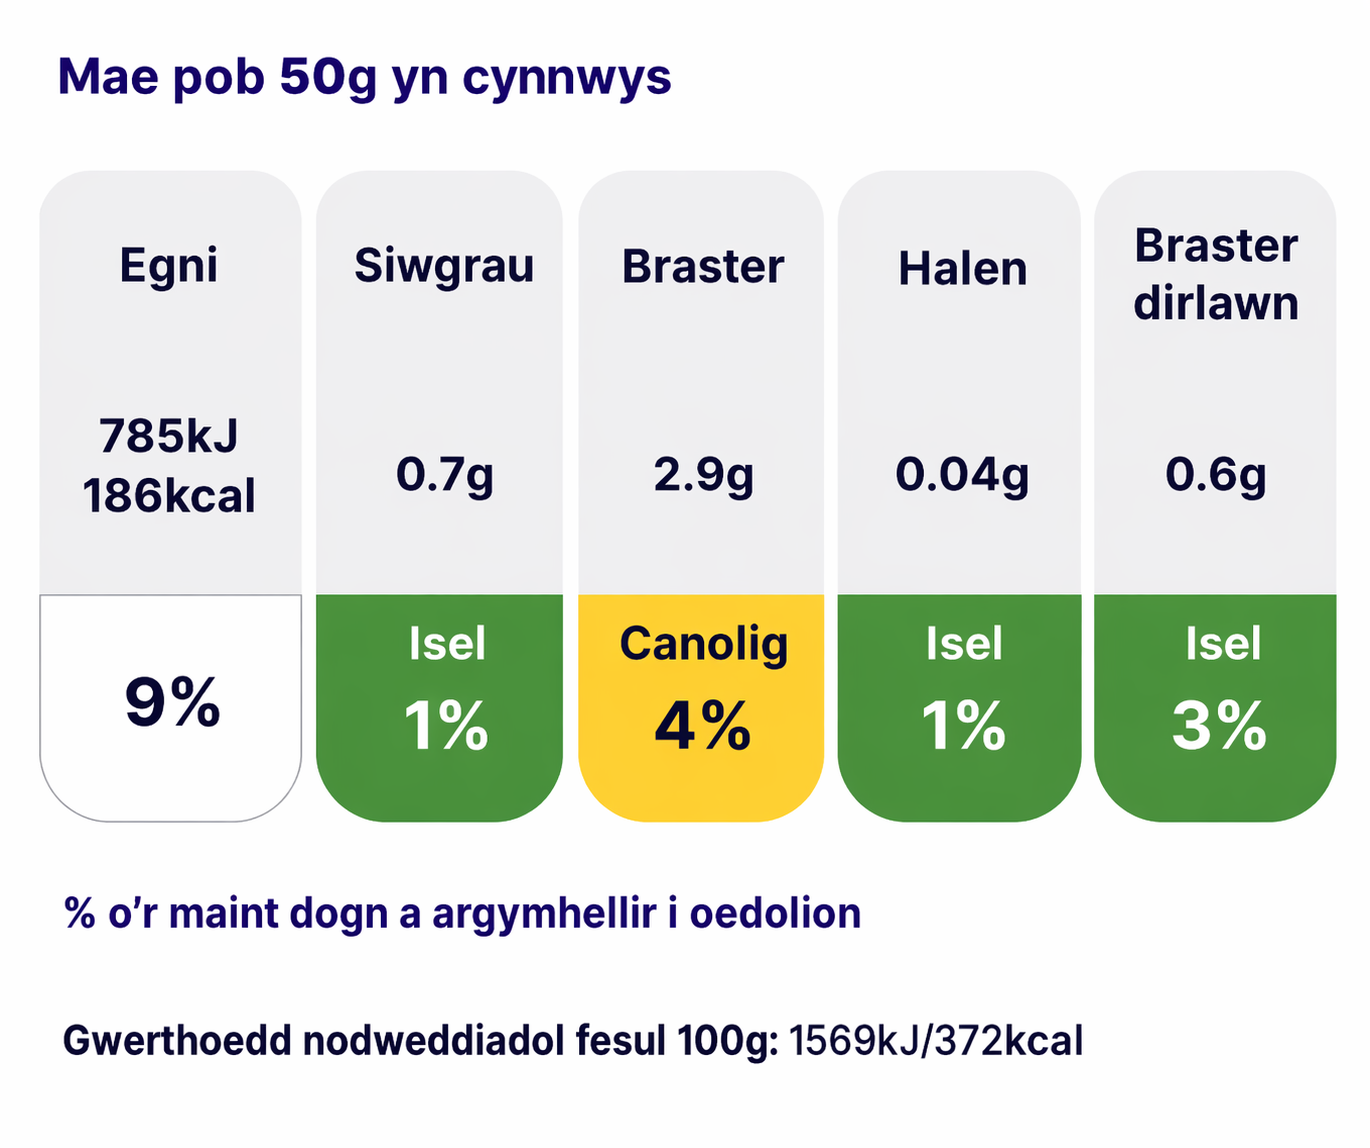 Mae pob 50g yn cynnwys
Egni
785kJ
186kcal
9%
Siwgrau
0.7g
Isel
1%
Braster
2.9g
Canolig
4%
Halen
0.04g
Isel
1%
Braster
dirlawn
0.6g
Isel
3%
% o’r maint dogn a argymhellir i oedolion
Gwerthoedd nodweddiadol fesul 100g: 1569kJ/372kcal